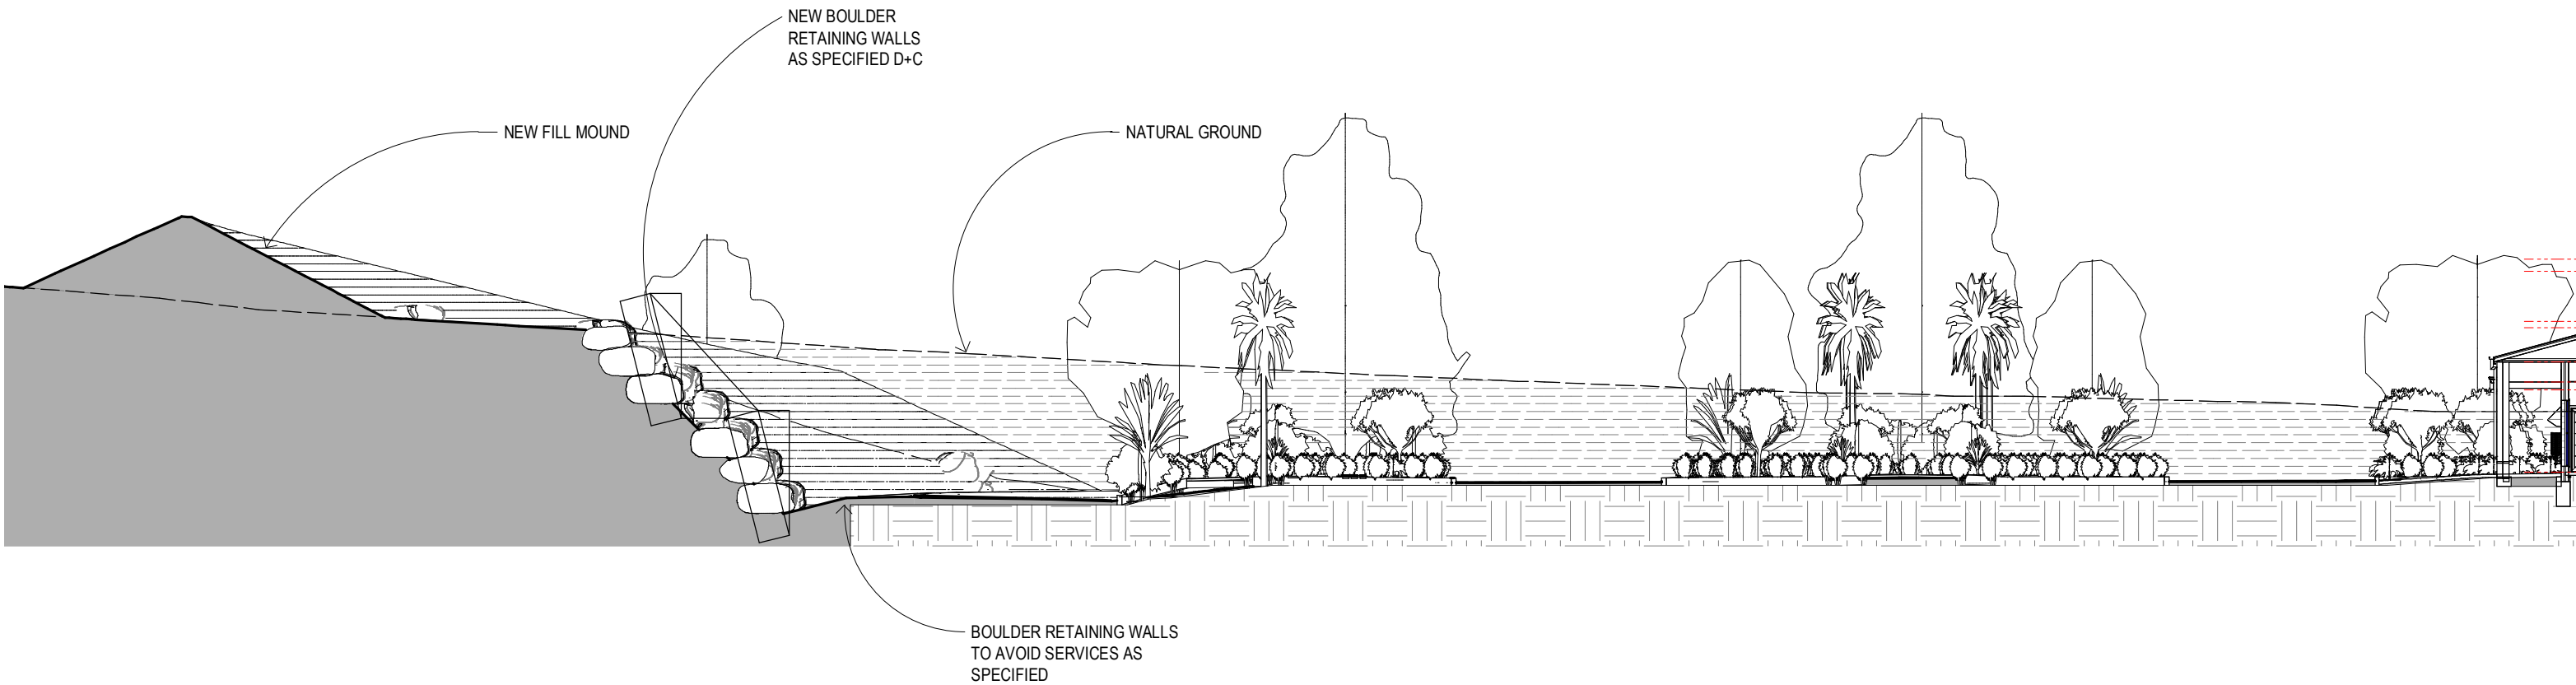 NEW BOULDER
RETAINING WALLS
AS SPECIFIED D+C
NEW FILL MOUND
NATURAL GROUND
BOULDER RETAINING WALLS
TO AVOID SERVICES AS
SPECIFIED